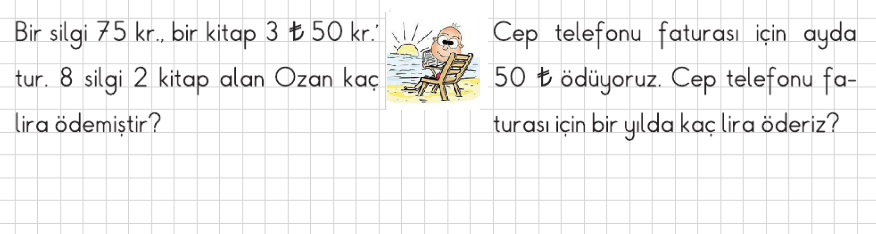 Bir silgi 75 kr., bir kitap 3 ₺ 50 kr.'
tur. 8 silgi 2 kitap alan Ozan kaç
lira ödemiştir?
Cep telefonu faturası için ayda
50 ₺ ödüyoruz. Cep telefonu fa-
turası için bir yılda kaç lira öderiz?